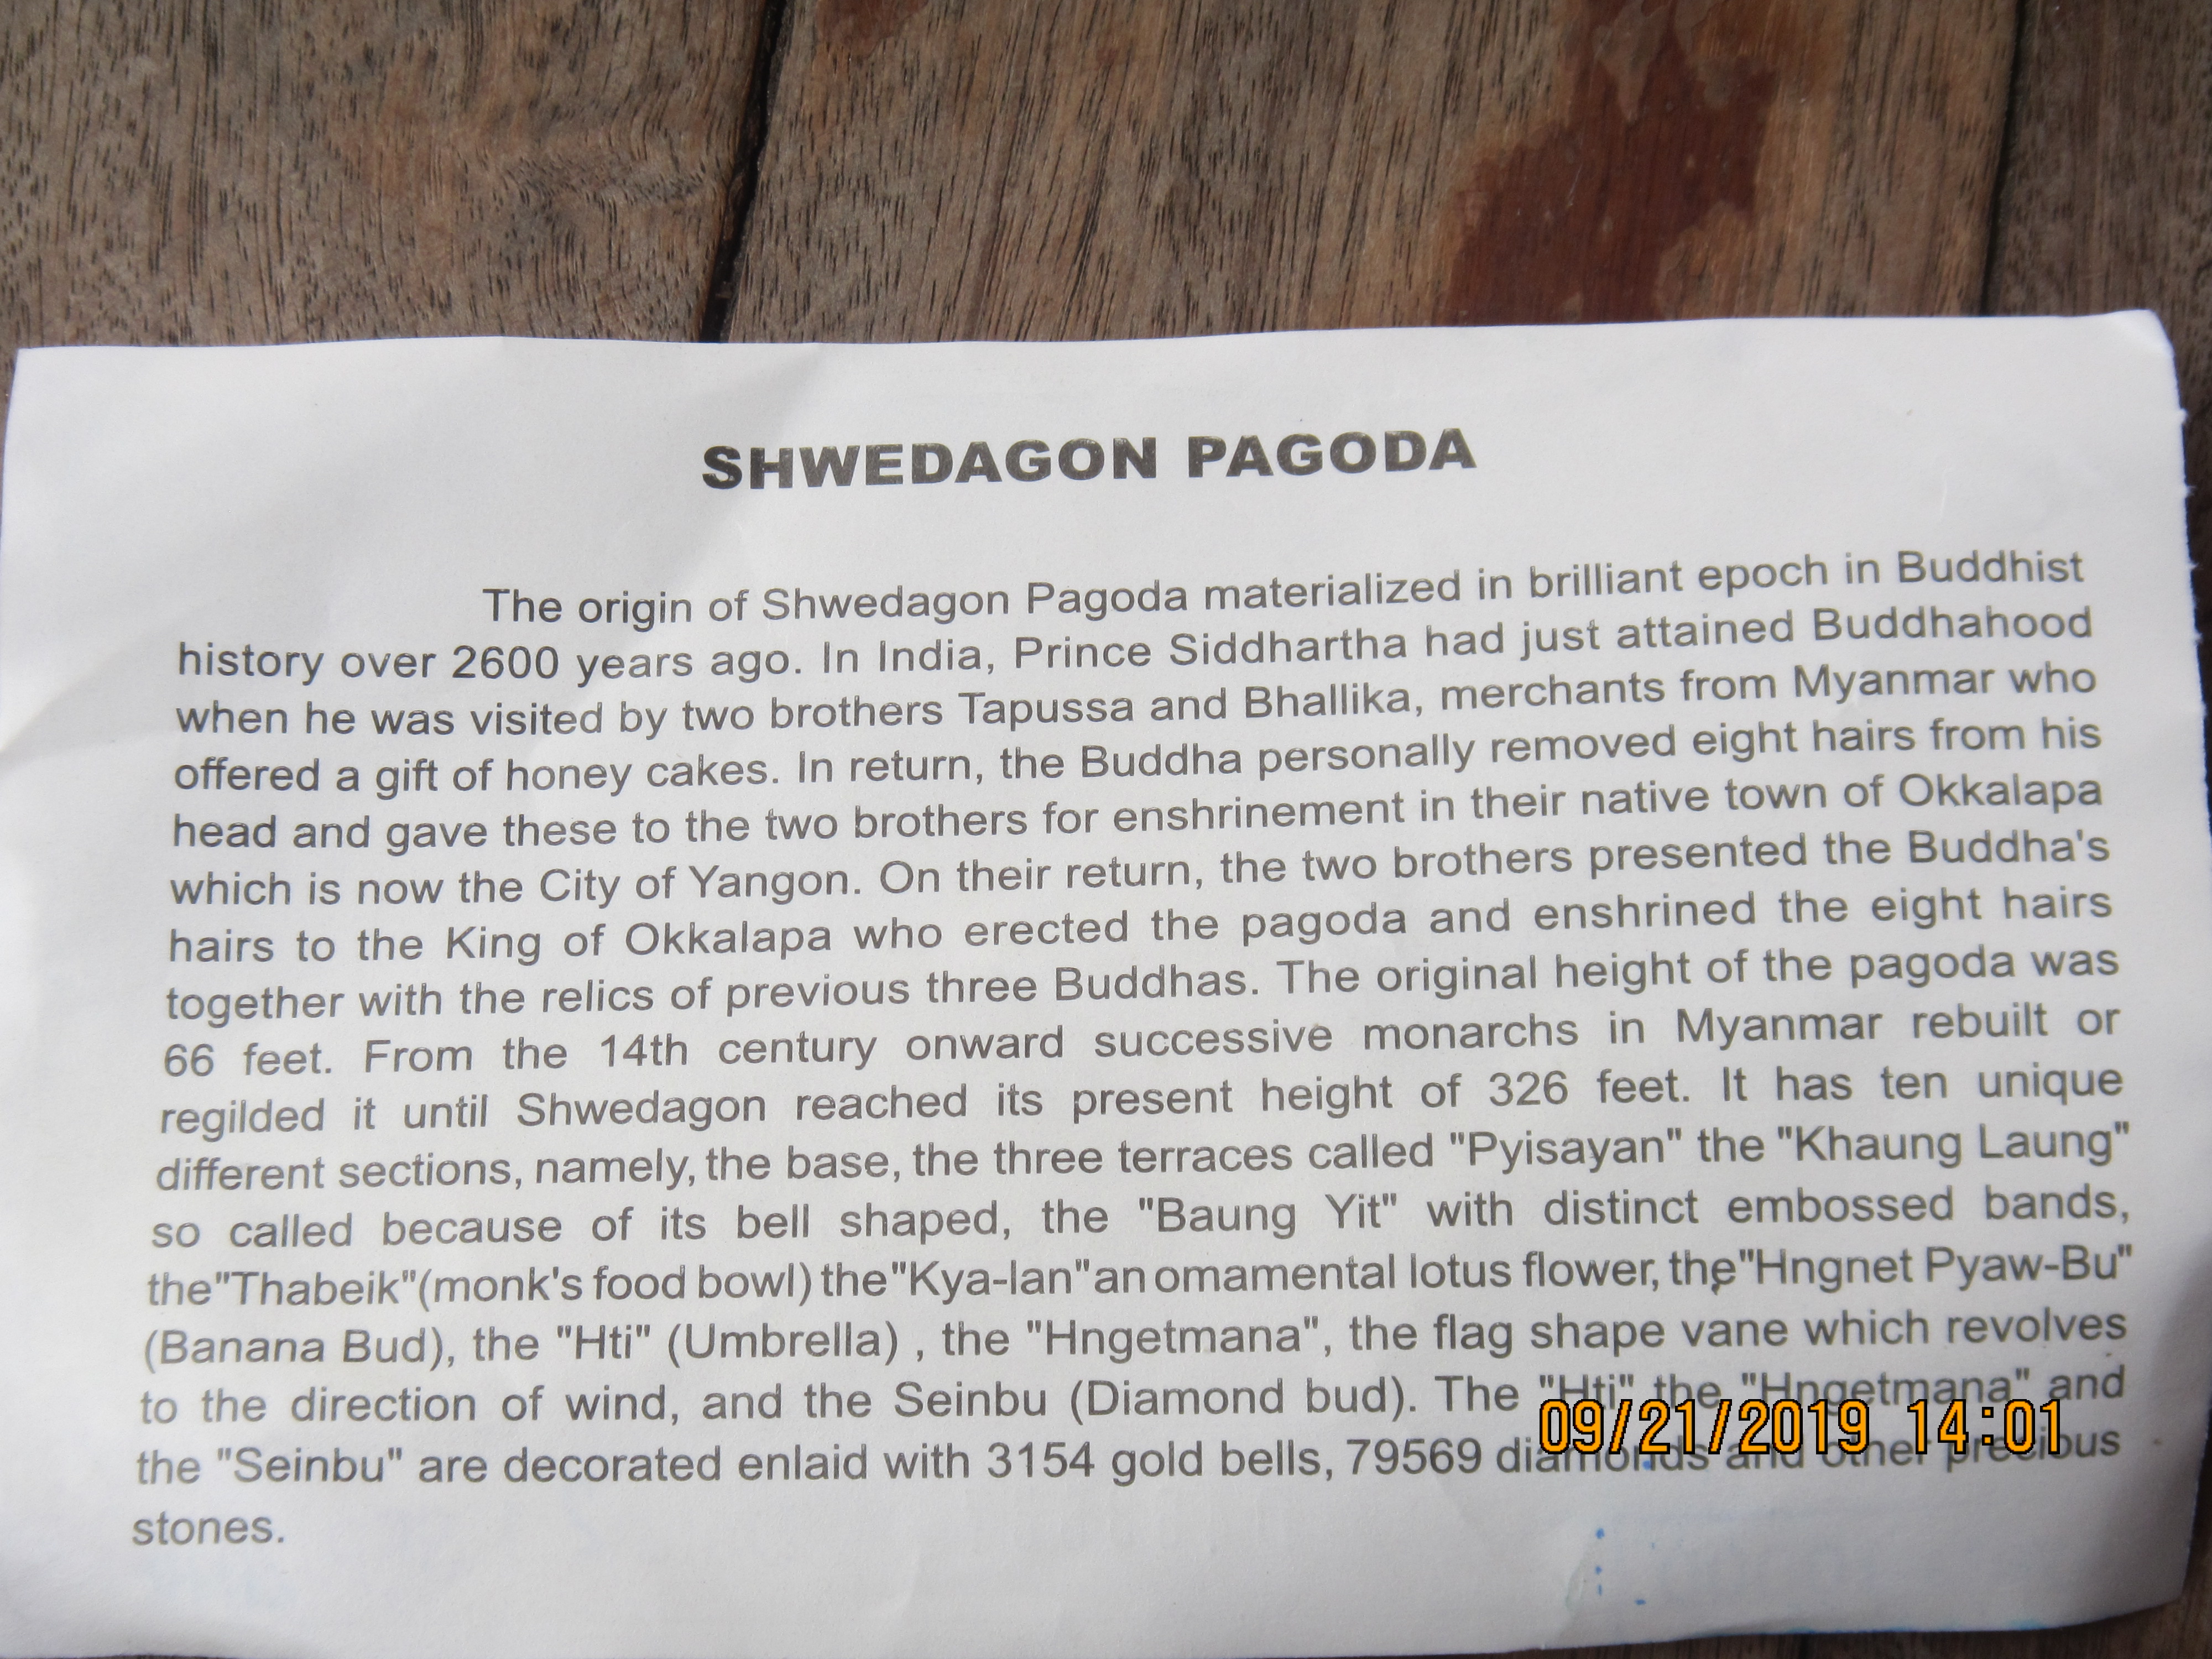 SHWEDAGON PAGODA
The origin of Shwedagon Pagoda materialized in brilliant epoch in Buddhist
history over 2600 years ago. In India, Prince Siddhartha had just attained Buddhahood
when he was visited by two brothers Tapussa and Bhallika, merchants from Myanmar who
offered a gift of honey cakes. In return, the Buddha personally removed eight hairs from his
head and gave these to the two brothers for enshrinement in their native town of Okkalapa
which is now the City of Yangon. On their return, the two brothers presented the Buddha's
hairs to the King of Okkalapa who erected the pagoda and enshrined the eight hairs
together with the relics of previous three Buddhas. The original height of the pagoda was
66 feet. From the 14th century onward successive monarchs in Myanmar rebuilt or
regilded it until Shwedagon reached its present height of 326 feet. It has ten unique
different sections, namely, the base, the three terraces called "Pyisayan" the "Khaung Laung"
so called because of its bell shaped, the "Baung Yit" with distinct embossed bands,
the"Thabeik"(monk's food bowl) the"Kya-lan"an omamental lotus flower, the"Hngnet Pyaw-Bu"
(Banana Bud), the "Hti" (Umbrella) , the "Hngetmana", the flag shape vane which revolves
to the direction of wind, and the Seinbu (Diamond bud). The "Hti" the "Hngetmana" and
the "Seinbu" are decorated enlaid with 3154 gold bells, 79569 diamonds and other precious
stones.
09/21/2019 14:01